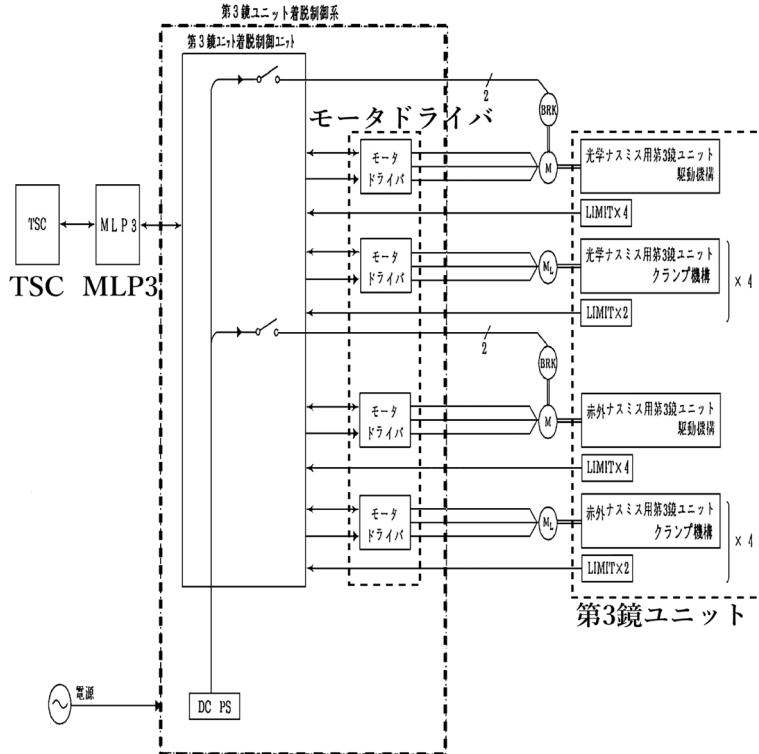 第3鏡ユニット着脱制御系
第3鏡ユニット着脱制御ユニット
2
BRK
モータドライバ
モータ
ドライバ
M
光学ナスミス用第3鏡ユニット
駆動機構
LIMIT×4
TSC
MLP3
TSC
MLP3
モータ
ドライバ
ML
光学ナスミス用第3鏡ユニット
クランプ機構
×4
LIMIT×2
2
BRK
モータ
ドライバ
M
赤外ナスミス用第3鏡ユニット
駆動機構
LIMIT×4
モータ
ドライバ
ML
赤外ナスミス用第3鏡ユニット
クランプ機構
×4
LIMIT×2
第3鏡ユニット
電源
DC PS